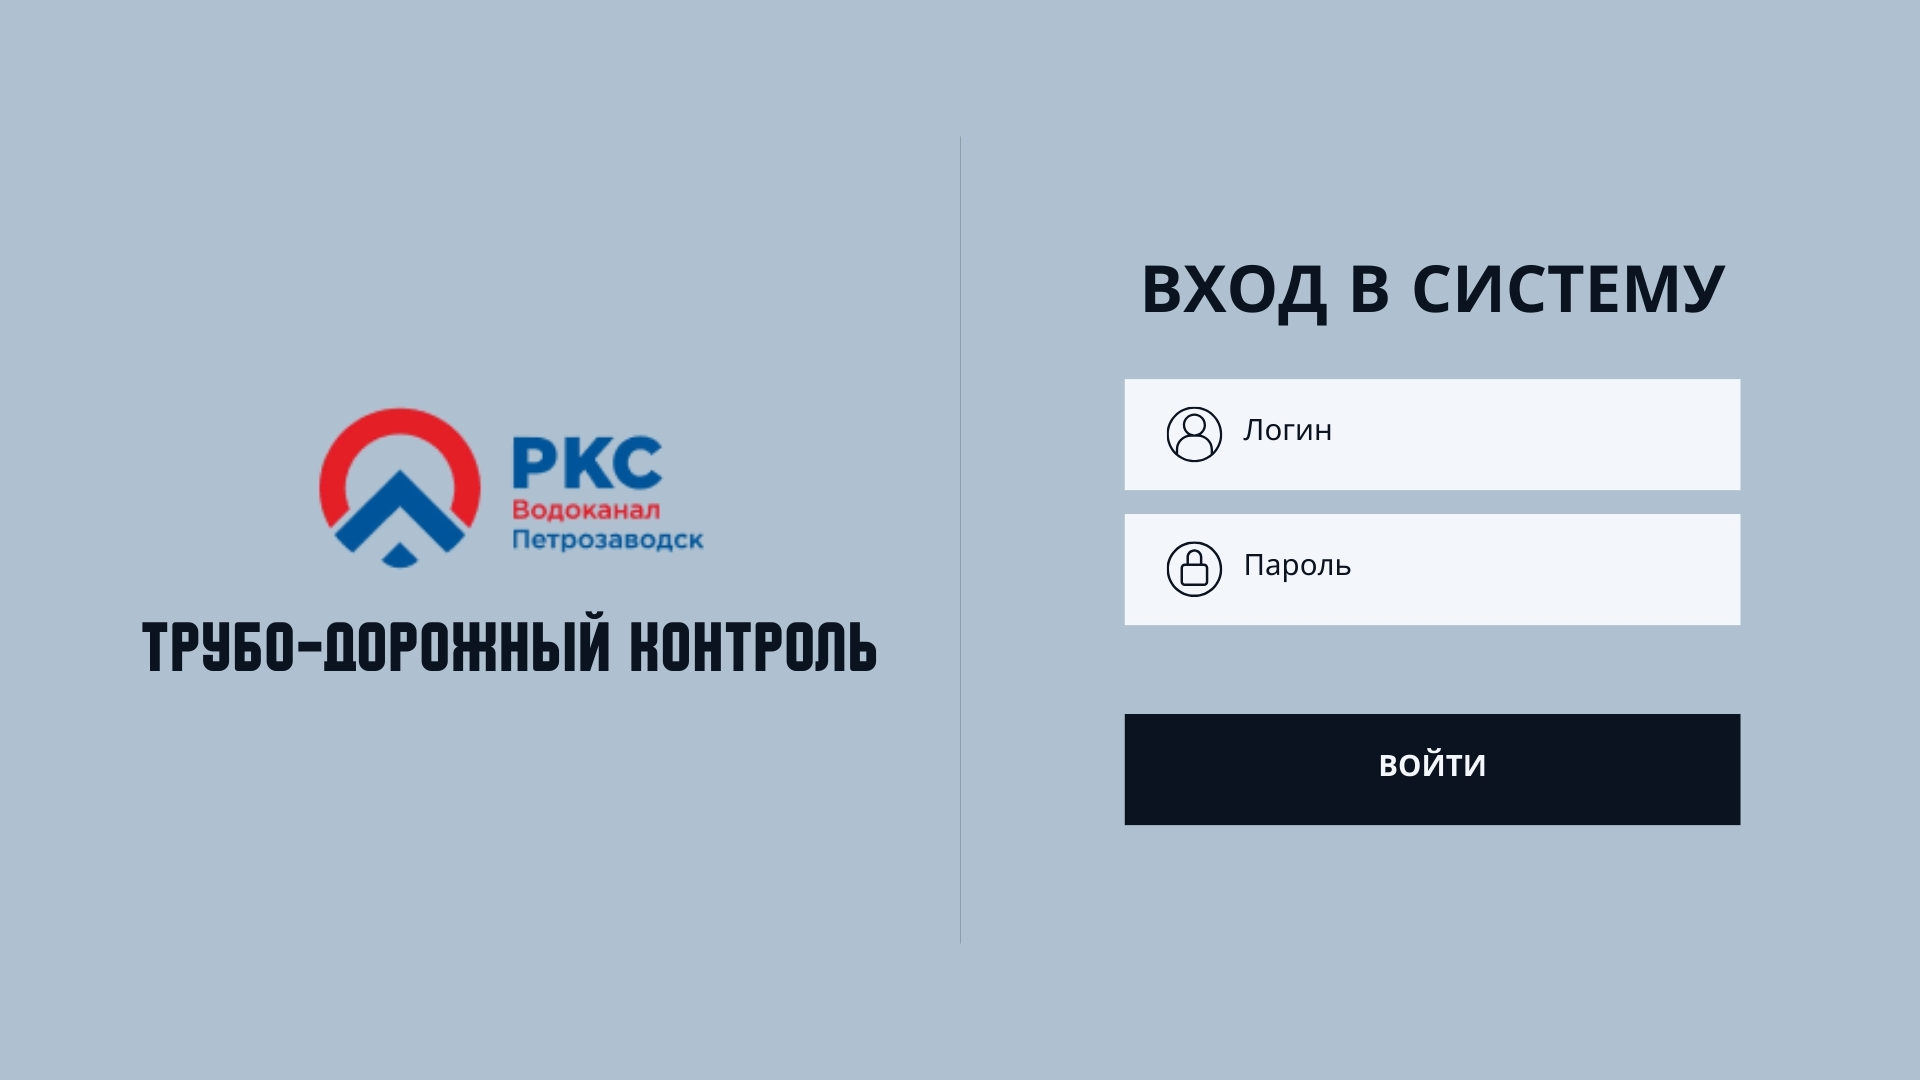 РКС
Водоканал
Петрозаводск
ТРУБО-ДОРОЖНЫЙ КОНТРОЛЬ
ВХОД В СИСТЕМУ
Логин
Пароль
ВОЙТИ